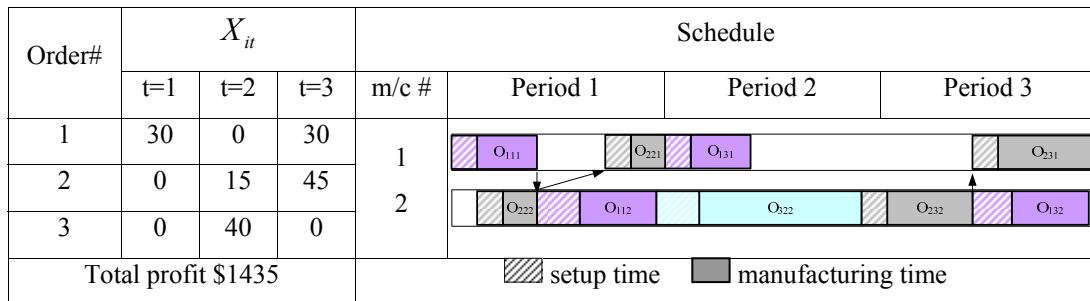 Order# X_it Schedule
t=1 t=2 t=3 m/c # Period 1 Period 2 Period 3
1 30 0 30 1 O₁₁₁ O₂₂₁ O₁₃₁ O₂₃₁
2 0 15 45 2 O₂₂₂ O₁₁₂ O₃₂₂ O₂₃₂ O₁₃₂
3 0 40 0
Total profit $1435 setup time manufacturing time